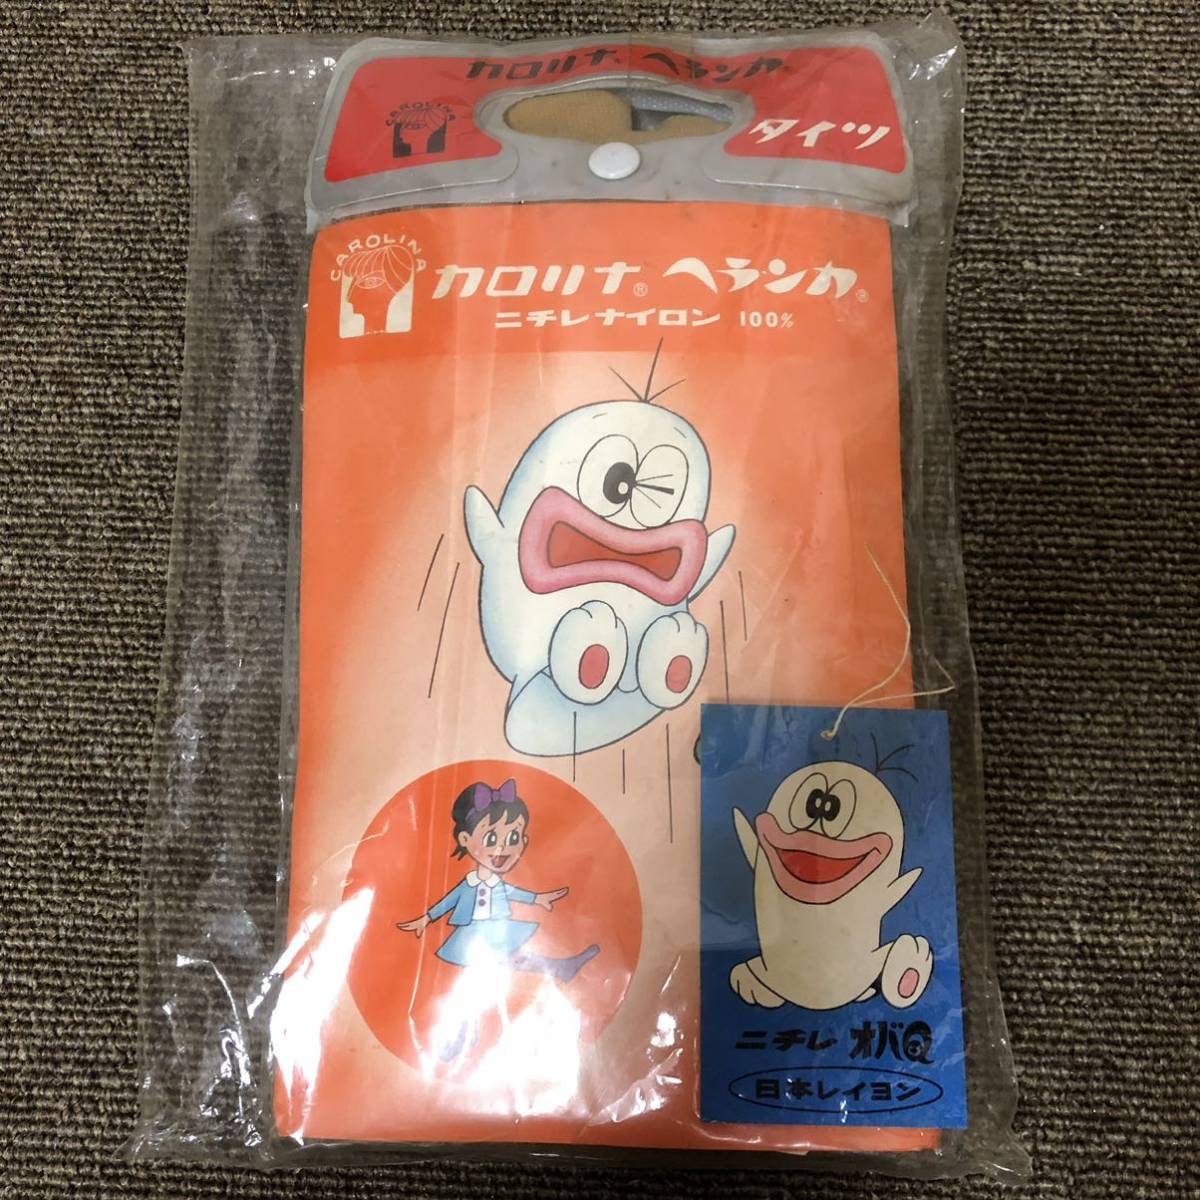 カロリナ ヘランカ
CAROLINA
タイツ
CAROLINA
カロリナ® ヘランカ®
ニチレナイロン 100%
ニチレ オバQ
日本レイヨン